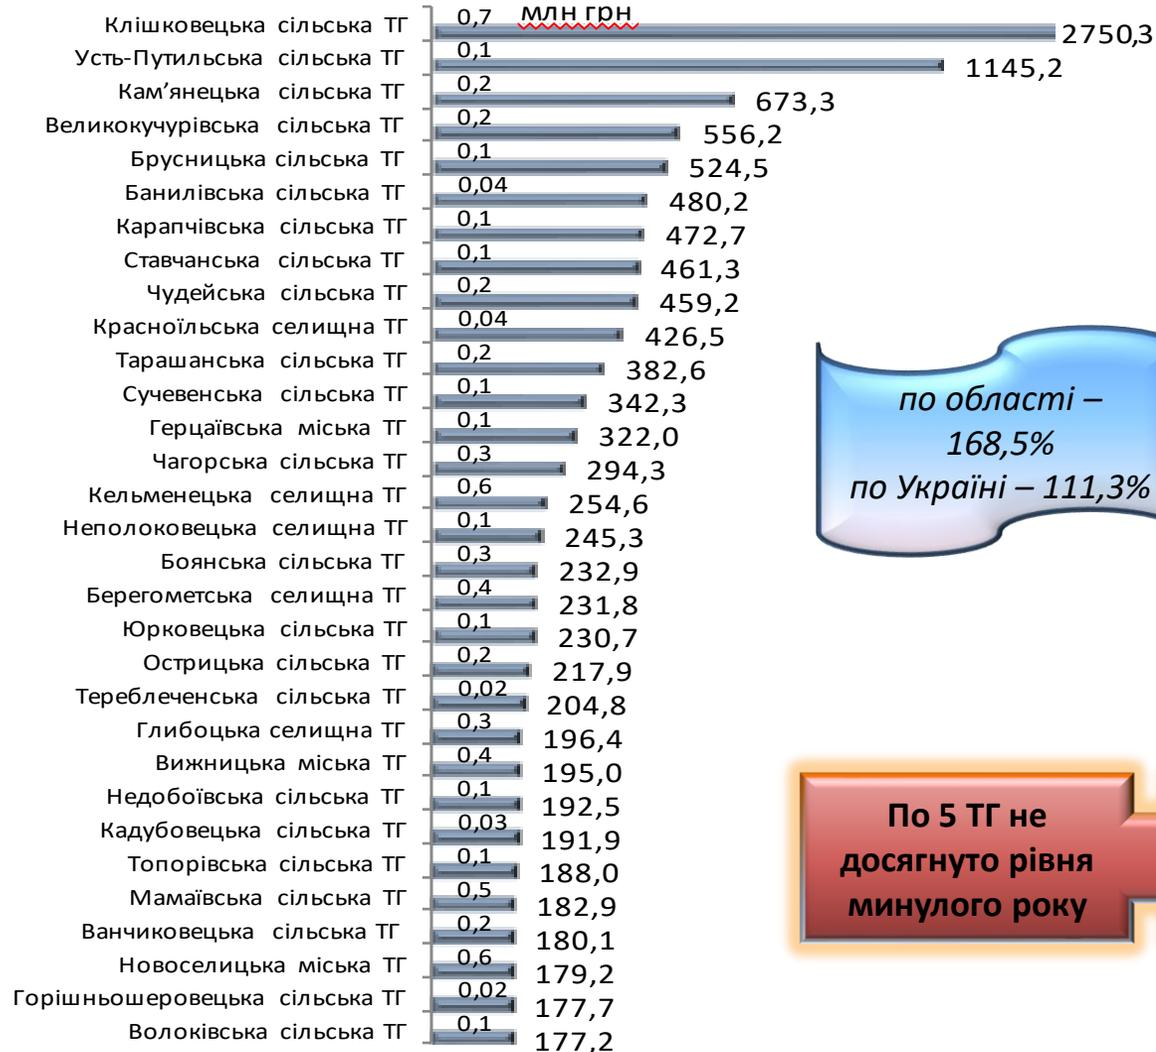 млн грн
Клішковецька сільська ТГ 0,7 2750,3
Усть-Путильська сільська ТГ 0,1 1145,2
Кам’янецька сільська ТГ 0,2 673,3
Великокучурівська сільська ТГ 0,2 556,2
Брусницька сільська ТГ 0,1 524,5
Банилівська сільська ТГ 0,04 480,2
Карапчівська сільська ТГ 0,1 472,7
Ставчанська сільська ТГ 0,1 461,3
Чудейська сільська ТГ 0,2 459,2
Красноїльська селищна ТГ 0,04 426,5
Тарашанська сільська ТГ 0,2 382,6
Сучевенська сільська ТГ 0,1 342,3
Герцаївська міська ТГ 0,1 322,0
Чагорська сільська ТГ 0,3 294,3
Кельменецька селищна ТГ 0,6 254,6
Неполоковецька селищна ТГ 0,1 245,3
Боянська сільська ТГ 0,3 232,9
Берегометська селищна ТГ 0,4 231,8
Юрковецька сільська ТГ 0,1 230,7
Острицька сільська ТГ 0,2 217,9
Тереблеченська сільська ТГ 0,02 204,8
Глибоцька селищна ТГ 0,3 196,4
Вижницька міська ТГ 0,4 195,0
Недобоївська сільська ТГ 0,1 192,5
Кадубовецька сільська ТГ 0,03 191,9
Топорівська сільська ТГ 0,1 188,0
Мамаївська сільська ТГ 0,5 182,9
Ванчиковецька сільська ТГ 0,2 180,1
Новоселицька міська ТГ 0,6 179,2
Горішньошеровецька сільська ТГ 0,02 177,7
Волоківська сільська ТГ 0,1 177,2
по області –
168,5%
по Україні – 111,3%
По 5 ТГ не
досягнуто рівня
минулого року